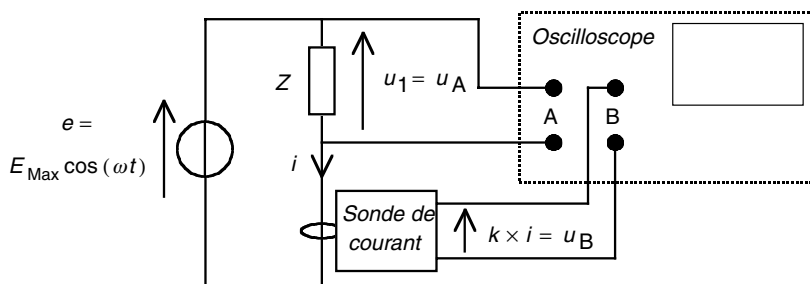 Oscilloscope
Z
u1 = uA
e =
EMax cos (ωt)
A
B
i
Sonde de
courant
k × i = uB